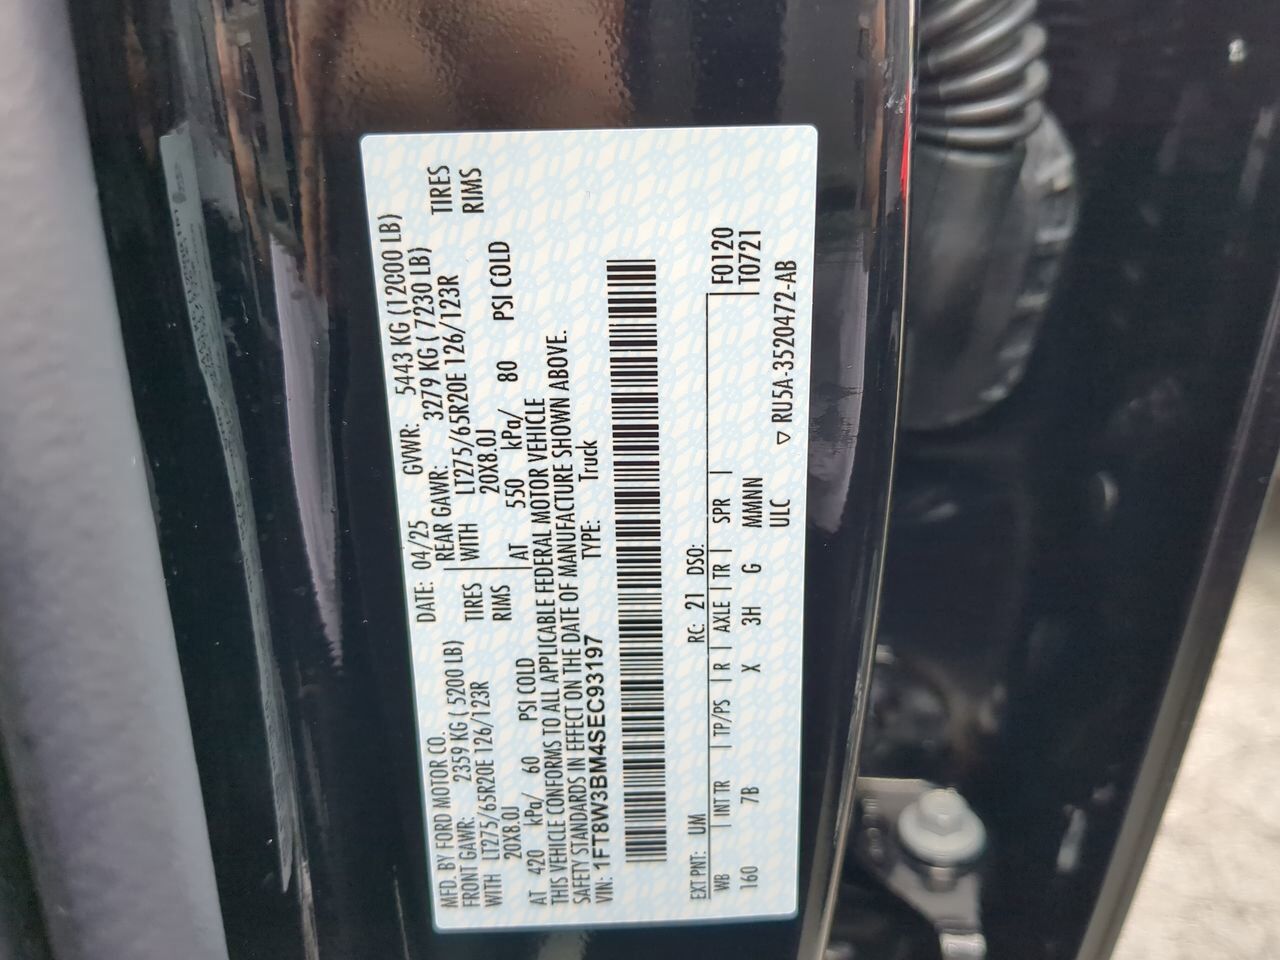 MFD. BY FORD MOTOR CO.
DATE: 04/25 GVWR: 5443 KG (12000 LB)
FRONT GAWR: 2359 KG ( 5200 LB)
REAR GAWR: 3279 KG ( 7230 LB)
WITH LT275/65R20E 126/123R TIRES
20X8.0J RIMS
AT 420 kPa/ 60 PSI COLD
WITH LT275/65R20E 126/123R TIRES
20X8.0J RIMS
AT 550 kPa/ 80 PSI COLD
THIS VEHICLE CONFORMS TO ALL APPLICABLE FEDERAL MOTOR VEHICLE
SAFETY STANDARDS IN EFFECT ON THE DATE OF MANUFACTURE SHOWN ABOVE.
VIN: 1FT8W3BM4SEC93197 TYPE: Truck
EXT PNT: UM RC: 21 DSO: F0120
WB INT TR TP/PS R AXLE TR SPR T0721
160 7B X 3H G MMNN
ULC ▽ RU5A-3520472-AB